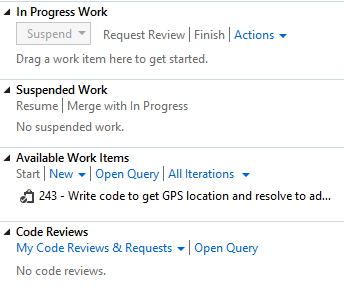 In Progress Work
Suspend | Request Review | Finish | Actions
Drag a work item here to get started.
Suspended Work
Resume | Merge with In Progress
No suspended work.
Available Work Items
Start | New | Open Query | All Iterations
243 - Write code to get GPS location and resolve to ad...
Code Reviews
My Code Reviews & Requests | Open Query
No code reviews.